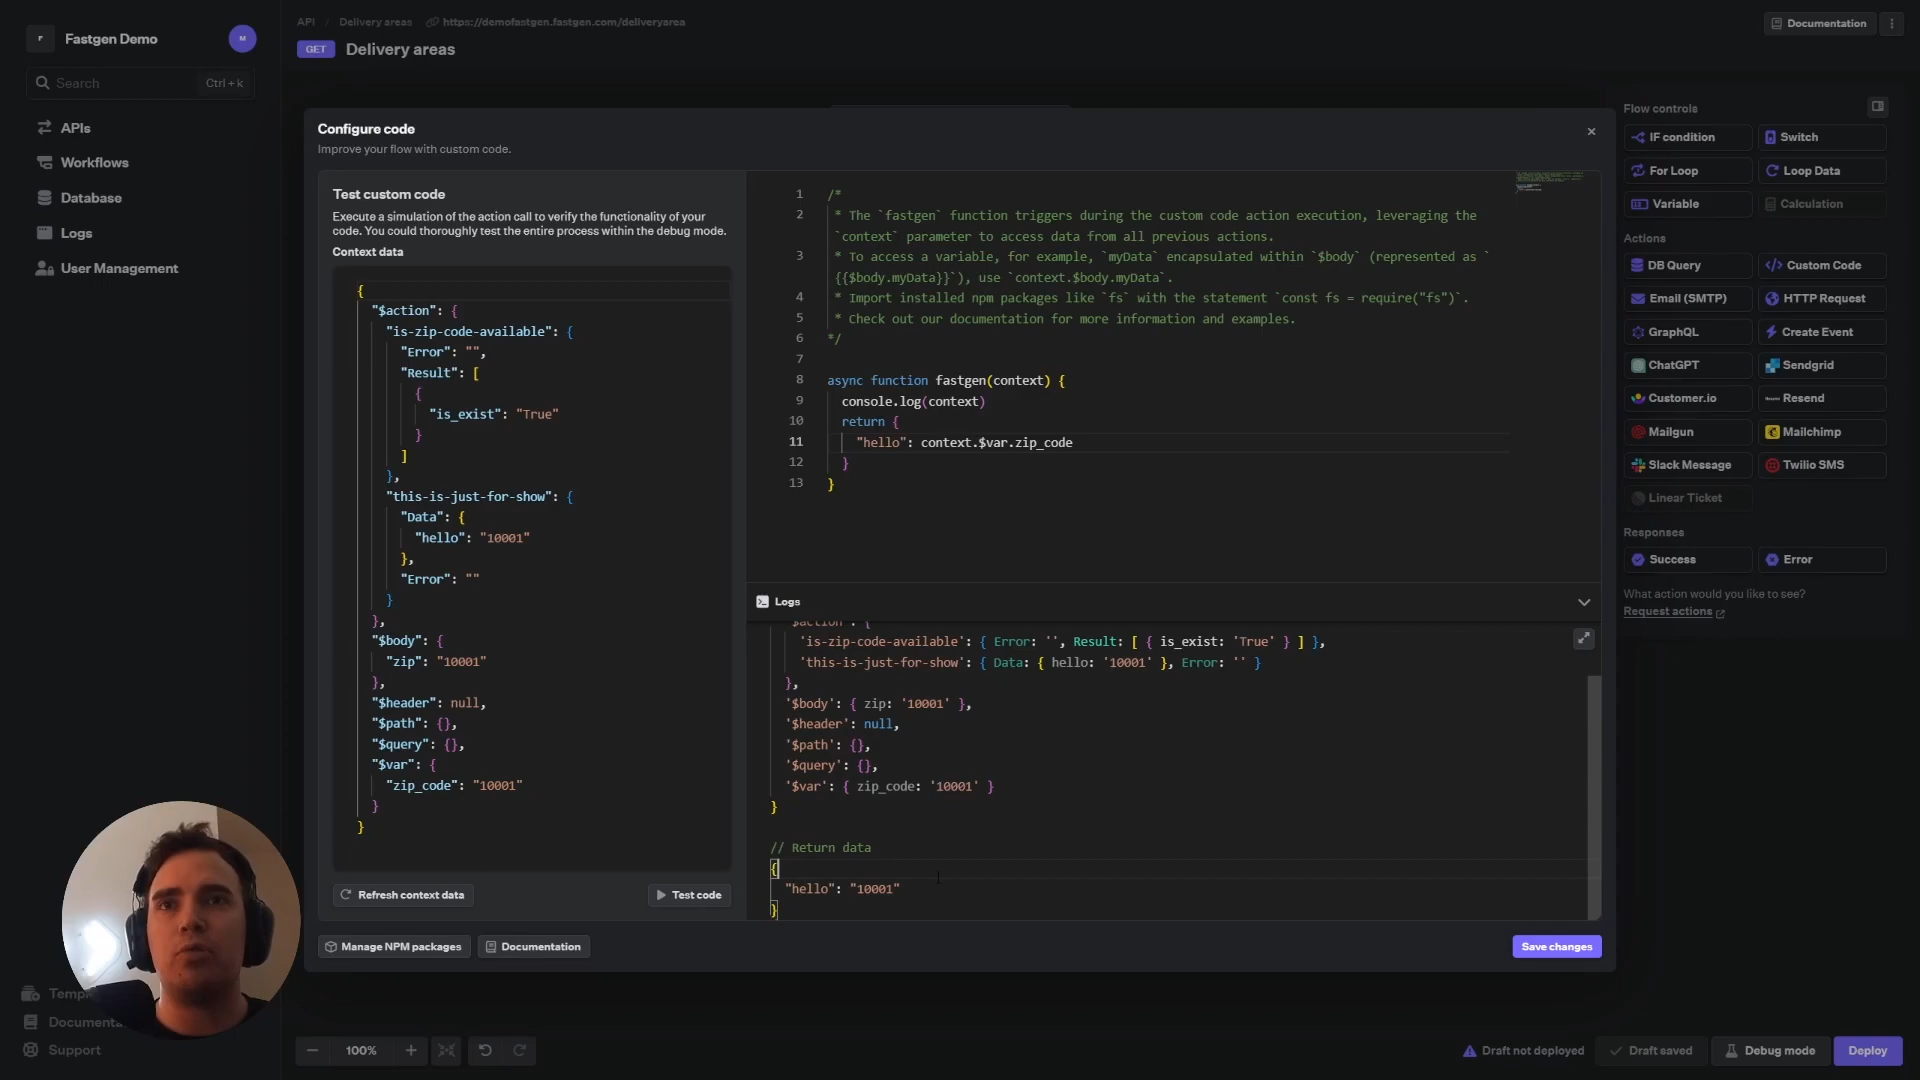 F
Fastgen Demo
M
Search
Ctrl + k
APIs
Workflows
Database
Logs
User Management
Support
API / Delivery areas https://demofastgen.fastgen.com/deliveryarea
GET Delivery areas
Documentation
Configure code
Improve your flow with custom code.
Test custom code
Execute a simulation of the action call to verify the functionality of your
code. You could thoroughly test the entire process within the debug mode.
Context data
{
"$action": {
"is-zip-code-available": {
"Error": "",
"Result": [
{
"is_exist": "True"
}
]
},
"this-is-just-for-show": {
"Data": {
"hello": "10001"
},
"Error": ""
}
},
"$body": {
"zip": "10001"
},
"$header": null,
"$path": {},
"$query": {},
"$var": {
"zip_code": "10001"
}
}
Refresh context data
Test code
1 /*
2 * The `fastgen` function triggers during the custom code action execution, leveraging the
`context` parameter to access data from all previous actions.
3 * To access a variable, for example, `myData` encapsulated within `$body` (represented as `
{{$body.myData}}`), use `context.$body.myData`.
4 * Import installed npm packages like `fs` with the statement `const fs = require("fs")`.
5 * Check out our documentation for more information and examples.
6 */
7
8 async function fastgen(context) {
9 console.log(context)
10 return {
11 "hello": context.$var.zip_code
12 }
13 }
Logs
'is-zip-code-available': { Error: '', Result: [ { is_exist: 'True' } ] },
'this-is-just-for-show': { Data: { hello: '10001' }, Error: '' }
},
'$body': { zip: '10001' },
'$header': null,
'$path': {},
'$query': {},
'$var': { zip_code: '10001' }
}
// Return data
{
"hello": "10001"
}
Manage NPM packages
Documentation
Save changes
Flow controls
IF condition
Switch
For Loop
Loop Data
Variable
Calculation
Actions
DB Query
Custom Code
Email (SMTP)
HTTP Request
GraphQL
Create Event
ChatGPT
Sendgrid
Customer.io
Resend
Mailgun
Mailchimp
Slack Message
Twilio SMS
Linear Ticket
Responses
Success
Error
What action would you like to see?
Request actions
100%
Draft not deployed
Draft saved
Debug mode
Deploy